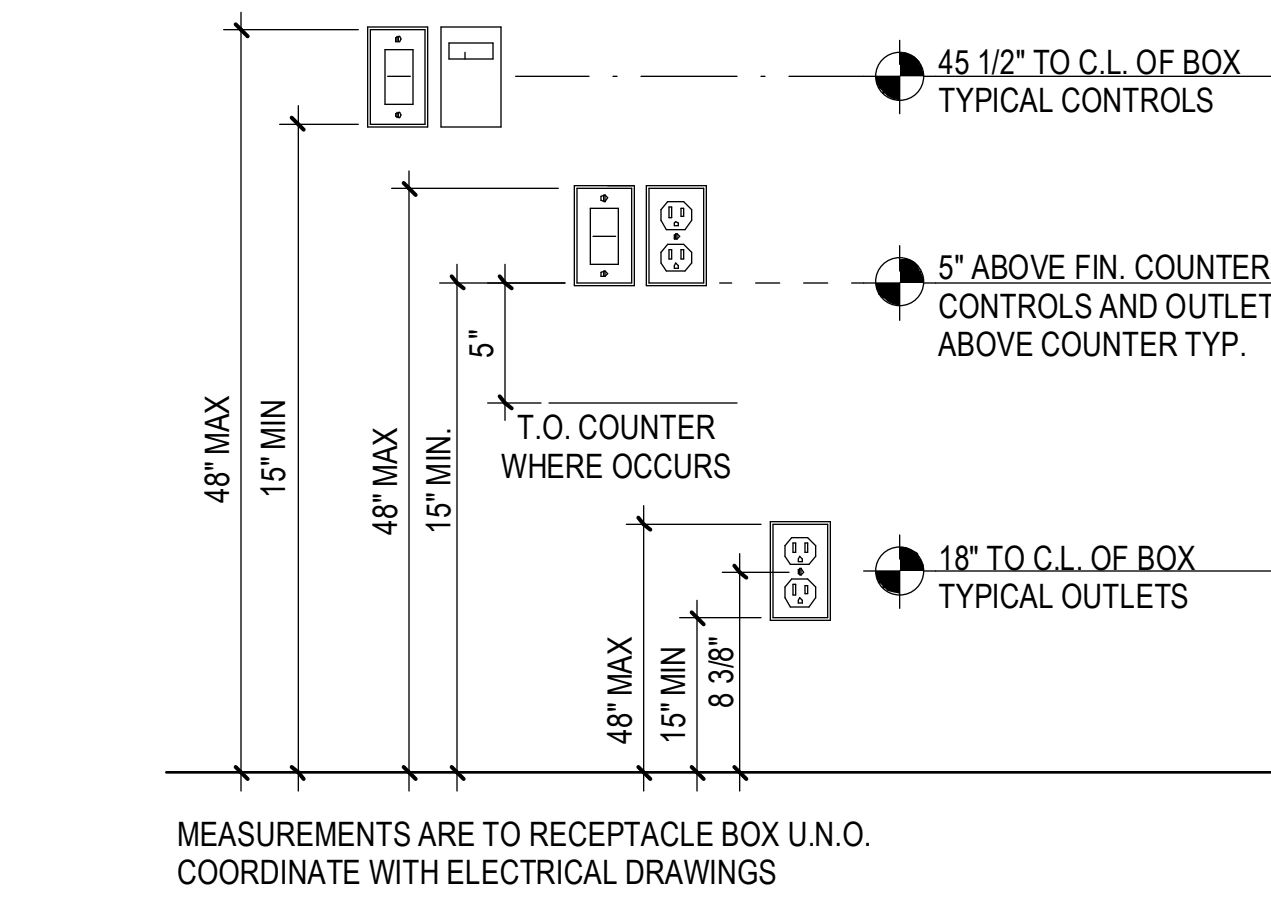 45 1/2" TO C.L. OF BOX
TYPICAL CONTROLS
5" ABOVE FIN. COUNTER
CONTROLS AND OUTLET
ABOVE COUNTER TYP.
5"
T.O. COUNTER
WHERE OCCURS
48" MAX
15" MIN
48" MAX
15" MIN.
18" TO C.L. OF BOX
TYPICAL OUTLETS
48" MAX
15" MIN
8 3/8"
MEASUREMENTS ARE TO RECEPTACLE BOX U.N.O.
COORDINATE WITH ELECTRICAL DRAWINGS